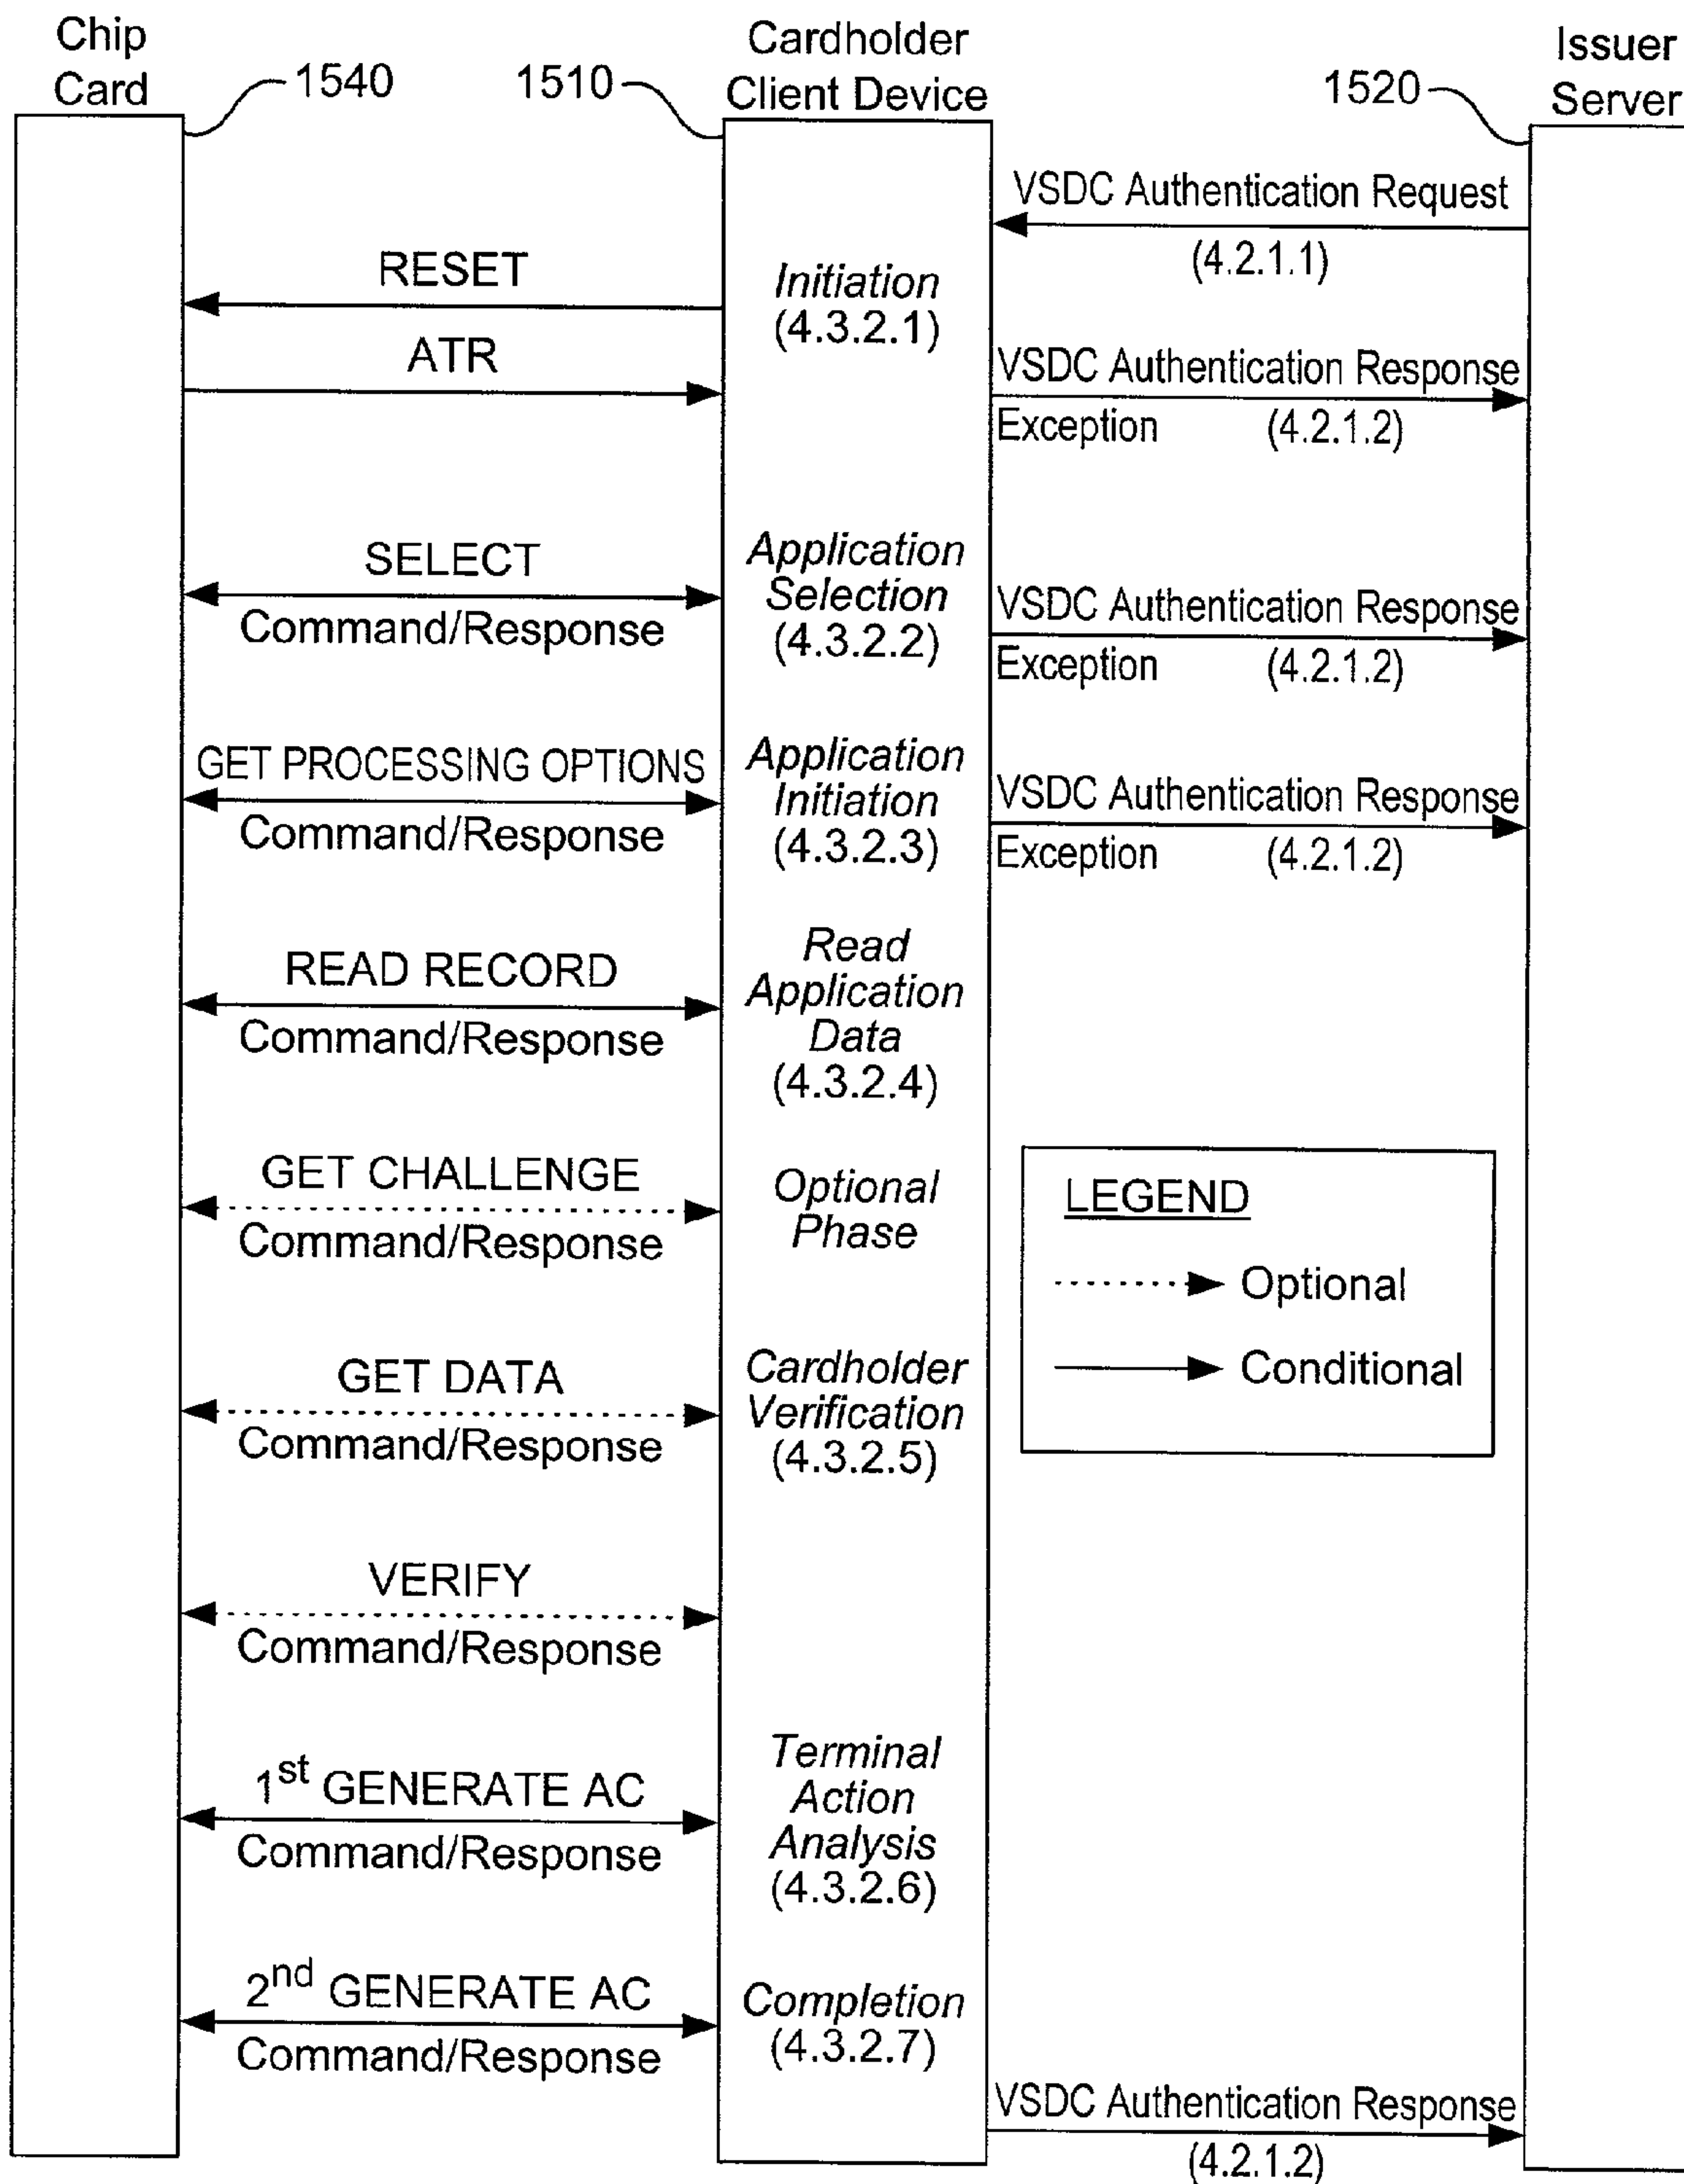 Chip
Card
1540
1510
Cardholder
Client Device
1520
Issuer
Server
VSDC Authentication Request
(4.2.1.1)
RESET
Initiation
(4.3.2.1)
ATR
VSDC Authentication Response
Exception (4.2.1.2)
SELECT
Command/Response
Application
Selection
(4.3.2.2)
VSDC Authentication Response
Exception (4.2.1.2)
GET PROCESSING OPTIONS
Command/Response
Application
Initiation
(4.3.2.3)
VSDC Authentication Response
Exception (4.2.1.2)
READ RECORD
Command/Response
Read
Application
Data
(4.3.2.4)
GET CHALLENGE
Command/Response
Optional
Phase
LEGEND
Optional
Conditional
GET DATA
Command/Response
Cardholder
Verification
(4.3.2.5)
VERIFY
Command/Response
1st GENERATE AC
Command/Response
Terminal
Action
Analysis
(4.3.2.6)
2nd GENERATE AC
Command/Response
Completion
(4.3.2.7)
VSDC Authentication Response
(4.2.1.2)